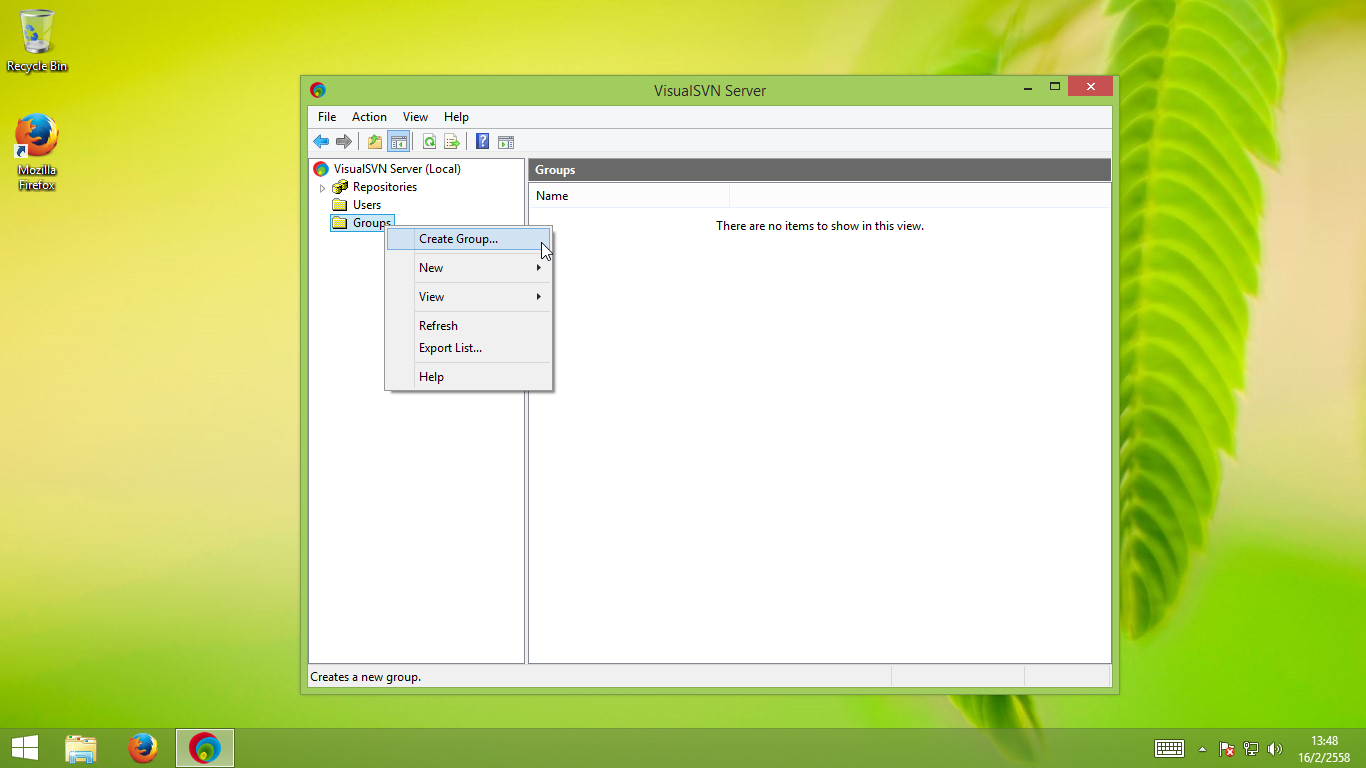 Recycle Bin
Mozilla
Firefox
VisualSVN Server
File Action View Help
VisualSVN Server (Local)
Repositories
Users
Groups
Create Group...
New
View
Refresh
Export List...
Help
Groups
Name
There are no items to show in this view.
Creates a new group.
13:48
16/2/2558